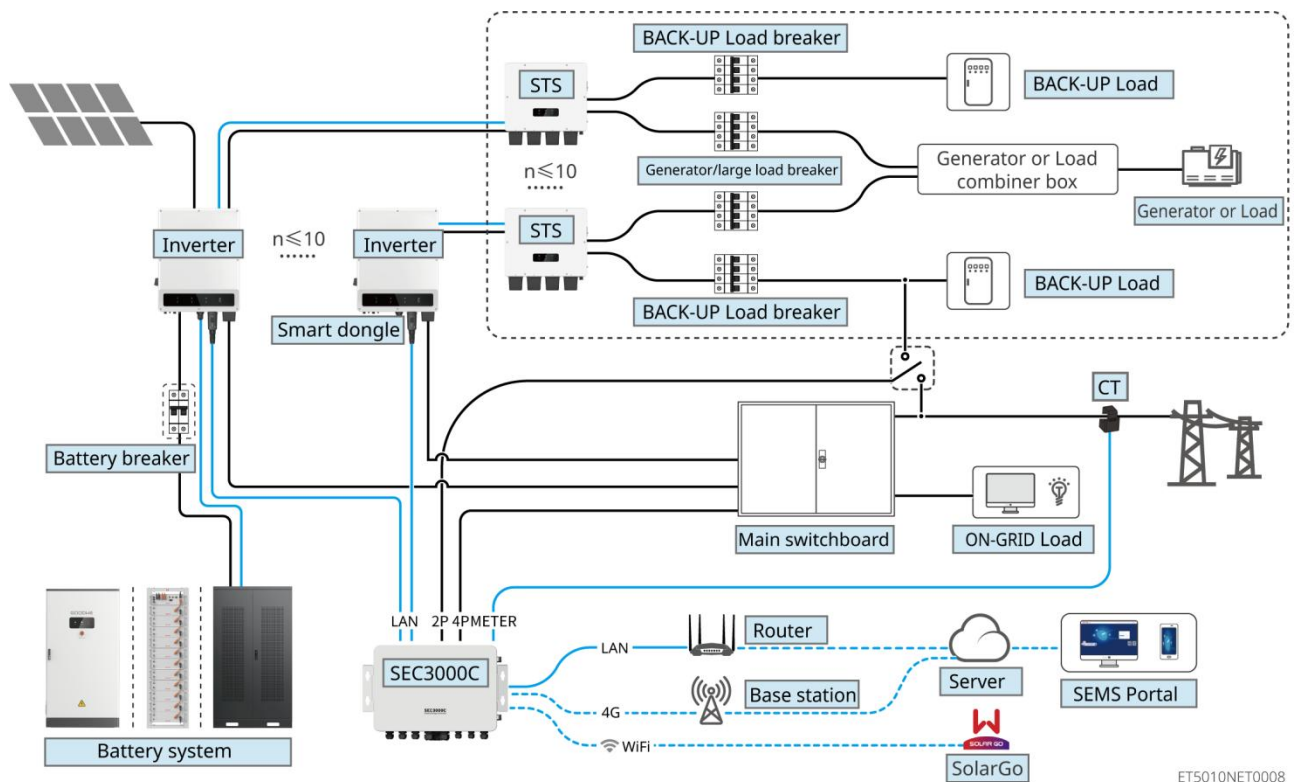 BACK-UP Load breaker
STS
BACK-UP Load
n≤10
Generator/large load breaker
Generator or Load
combiner box
Generator or Load
Inverter
n≤10
Inverter
STS
BACK-UP Load
Smart dongle
BACK-UP Load breaker
CT
Battery breaker
Main switchboard
ON-GRID Load
LAN
2P
4P
METER
SEC3000C
SEC3000C
LAN
Router
4G
Base station
Server
SEMS Portal
WiFi
SOLAR GO
SolarGo
Battery system
ET5010NET0008